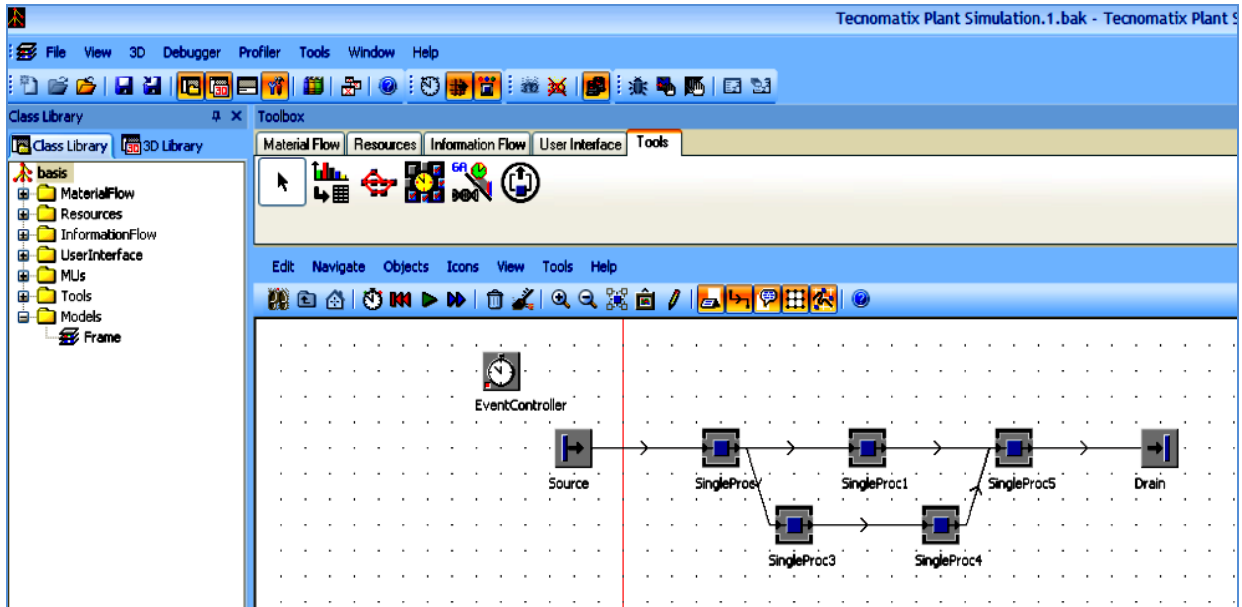 Tecnomatix Plant Simulation.1.bak - Tecnomatix Plant S
File View 3D Debugger Profiler Tools Window Help
Class Library
Toolbox
Class Library 3D Library
Material Flow Resources Information Flow User Interface Tools
basis
MaterialFlow
Resources
InformationFlow
UserInterface
MUs
Tools
Models
Frame
GA
Edit Navigate Objects Icons View Tools Help
EventController
Source
SingleProc
SingleProc1
SingleProc5
Drain
SingleProc3
SingleProc4